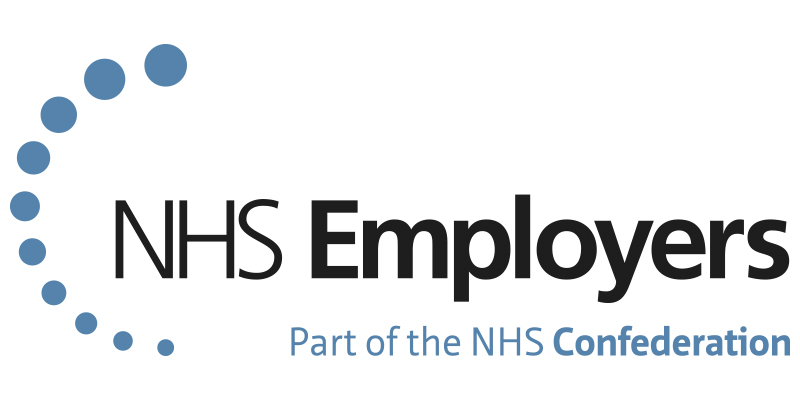 NHS Employers
Part of the NHS Confederation